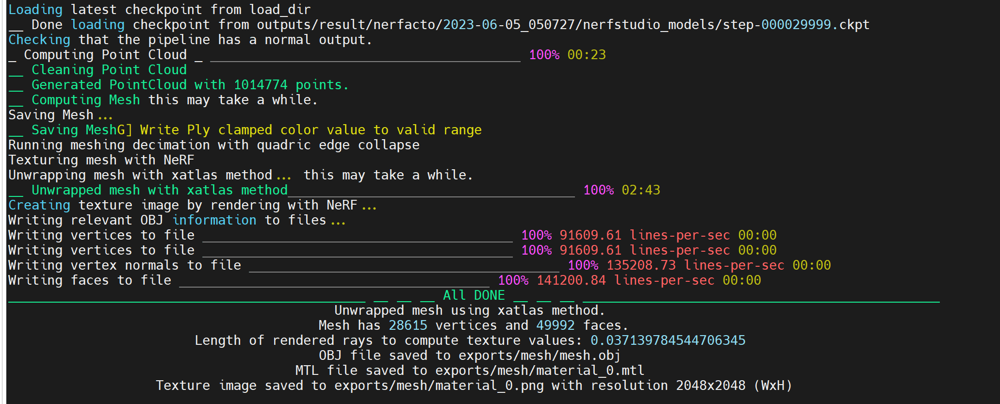 Loading latest checkpoint from load_dir
__ Done loading checkpoint from outputs/result/nerfacto/2023-06-05_050727/nerfstudio_models/step-000029999.ckpt
Checking that the pipeline has a normal output.
_ Computing Point Cloud _ ________________________________________ 100% 00:23
__ Cleaning Point Cloud
__ Generated PointCloud with 1014774 points.
__ Computing Mesh this may take a while.
Saving Mesh...
__ Saving MeshG] Write Ply clamped color value to valid range
Running meshing decimation with quadric edge collapse
Texturing mesh with NeRF
Unwrapping mesh with xatlas method... this may take a while.
__ Unwrapped mesh with xatlas method_____________________________________ 100% 02:43
Creating texture image by rendering with NeRF...
Writing relevant OBJ information to files...
Writing vertices to file ________________________________________ 100% 91609.61 lines-per-sec 00:00
Writing vertices to file ________________________________________ 100% 91609.61 lines-per-sec 00:00
Writing vertex normals to file ________________________________________ 100% 135208.73 lines-per-sec 00:00
Writing faces to file ________________________________________ 100% 141200.84 lines-per-sec 00:00
______________________________________________ __ __ __ All DONE __ __ __ ______________________________________________
Unwrapped mesh using xatlas method.
Mesh has 28615 vertices and 49992 faces.
Length of rendered rays to compute texture values: 0.037139784544706345
OBJ file saved to exports/mesh/mesh.obj
MTL file saved to exports/mesh/material_0.mtl
Texture image saved to exports/mesh/material_0.png with resolution 2048x2048 (WxH)